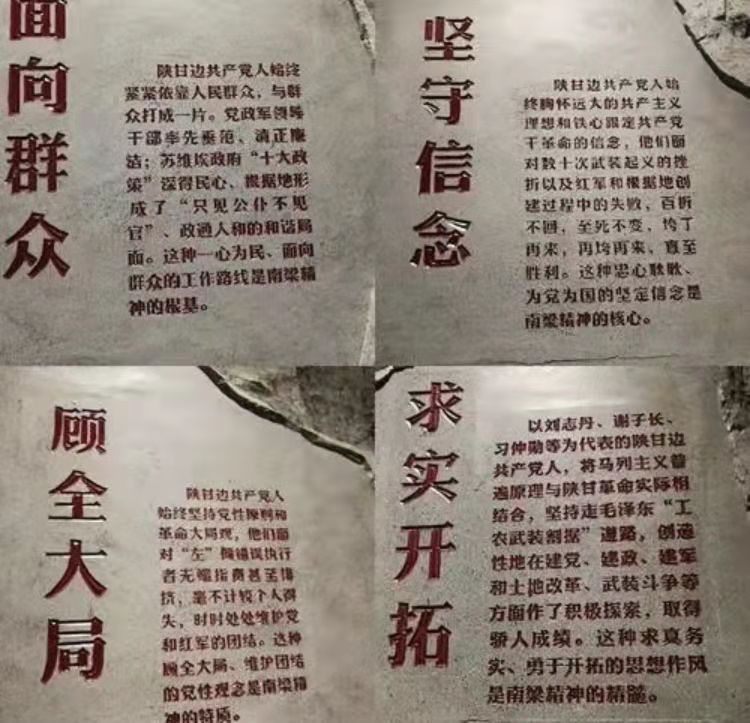 面向群众
陕甘边共产党人始终
紧紧依靠人民群众，与群
众打成一片。党政军领导
干部率先垂范、清正廉
洁；苏维埃政府“十大政
策”深得民心、根据地形
成了“只见公仆不见
官”、政通人和的和谐局
面。这种一心为民、面向
群众的工作路线是南梁精
神的根基。
坚守信念
陕甘边共产党人始
终胸怀远大的共产主义
理想和铁心跟定共产党
干革命的信念，他们面
对数十次武装起义的挫
折以及红军和根据地创
建过程中的失败，百折
不回，至死不变，垮了
再来，再垮再来、直至
胜利。这种忠心耿耿、
为党为国的坚定信念是
南梁精神的核心。
顾全大局
陕甘边共产党人
始终坚持党性原则和
革命大局观，他们面
对“左”倾错误执行
者无端指责甚至排
挤，毫不计较个人得
失，时时处处维护党
和红军的团结。这种
顾全大局、维护团结
的党性观念是南梁精
神的特质。
求实开拓
以刘志丹、谢子长、
习仲勋等为代表的陕甘边
共产党人，将马列主义普
遍原理与陕甘革命实际相
结合，坚持走毛泽东“工
农武装割据”道路，创造
性地在建党、建政、建军
和土地改革、武装斗争等
方面作了积极探索，取得
骄人成绩。这种求真务
实、勇于开拓的思想作风
是南梁精神的精髓。